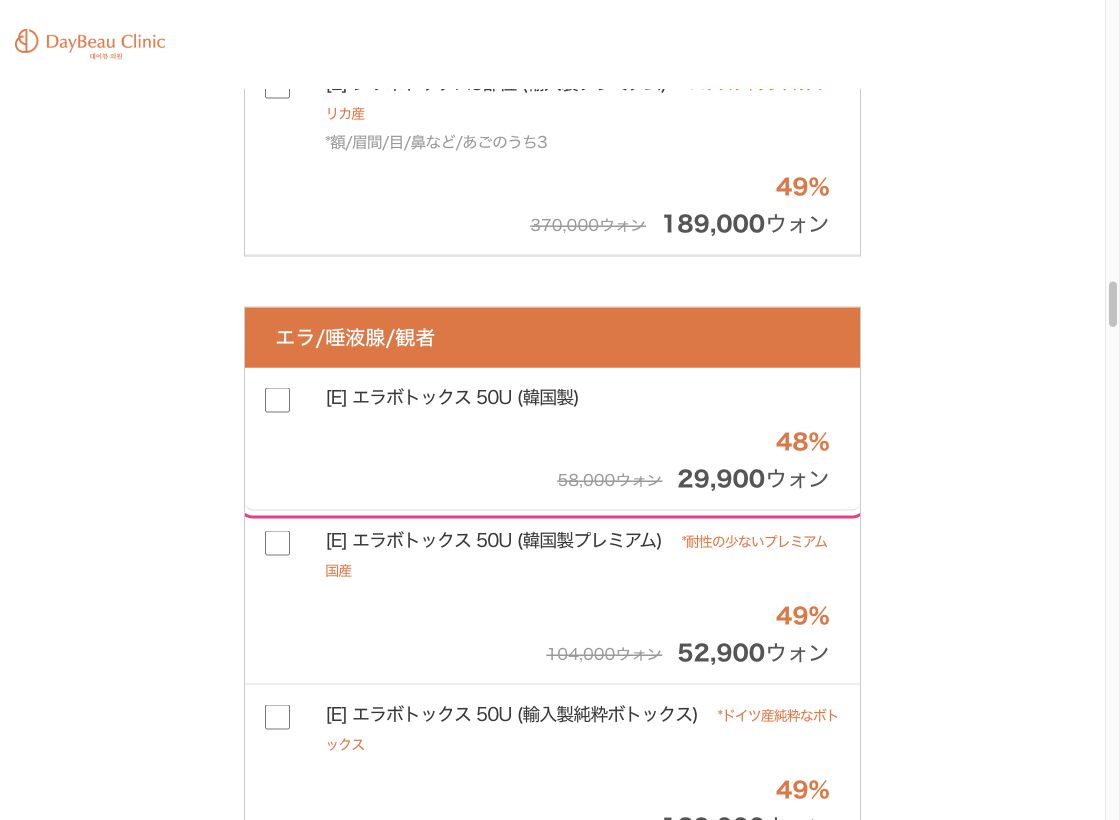 DayBeau Clinic
데이뷰 의원
リカ産
*額/眉間/目/鼻など/あごのうち3
49%
370,000ウォン 189,000ウォン
エラ/唾液腺/観者
[E] エラボトックス 50U (韓国製)
48%
58,000ウォン 29,900ウォン
[E] エラボトックス 50U (韓国製プレミアム) *耐性の少ないプレミアム
国産
49%
104,000ウォン 52,900ウォン
[E] エラボトックス 50U (輸入製純粋ボトックス) *ドイツ産純粋なボト
ックス
49%